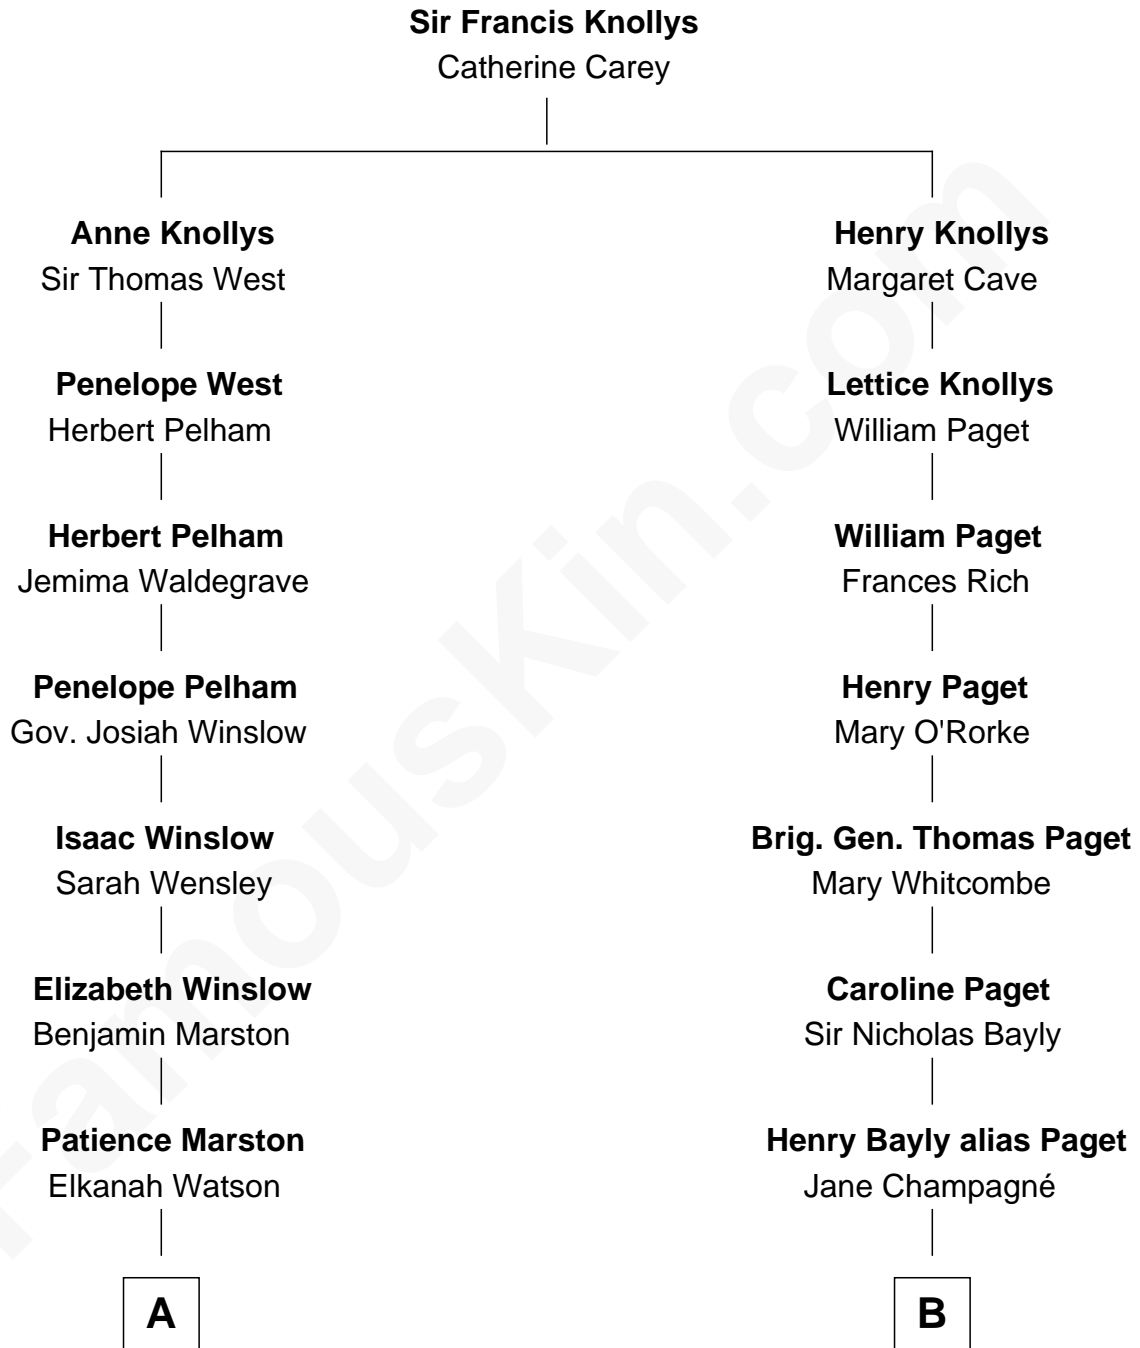 Sir Francis Knollys
Catherine Carey
Anne Knollys
Sir Thomas West
Henry Knollys
Margaret Cave
Penelope West
Herbert Pelham
Lettice Knollys
William Paget
Herbert Pelham
Jemima Waldegrave
William Paget
Frances Rich
Penelope Pelham
Gov. Josiah Winslow
Henry Paget
Mary O'Rorke
Isaac Winslow
Sarah Wensley
Brig. Gen. Thomas Paget
Mary Whitcombe
Elizabeth Winslow
Benjamin Marston
Caroline Paget
Sir Nicholas Bayly
Patience Marston
Elkanah Watson
Henry Bayly alias Paget
Jane Champagné
A
B
FamousKin.com